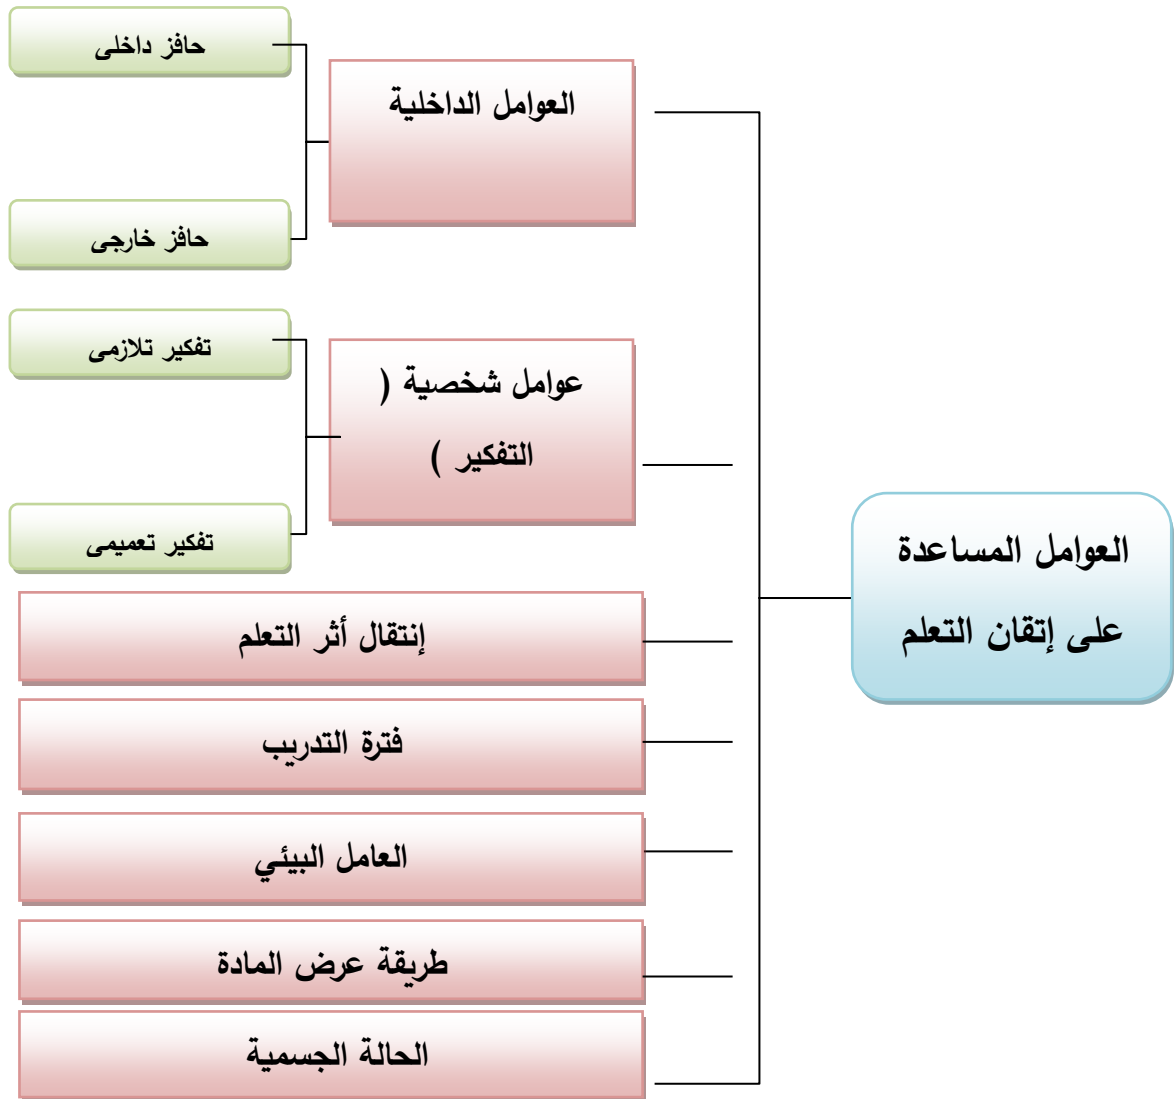 العوامل المساعدة
على إتقان التعلم
العوامل الداخلية
حافز داخلى
حافز خارجى
عوامل شخصية (
التفكير )
تفكير تلازمى
تفكير تعميمى
إنتقال أثر التعلم
فترة التدريب
العامل البيئي
طريقة عرض المادة
الحالة الجسمية